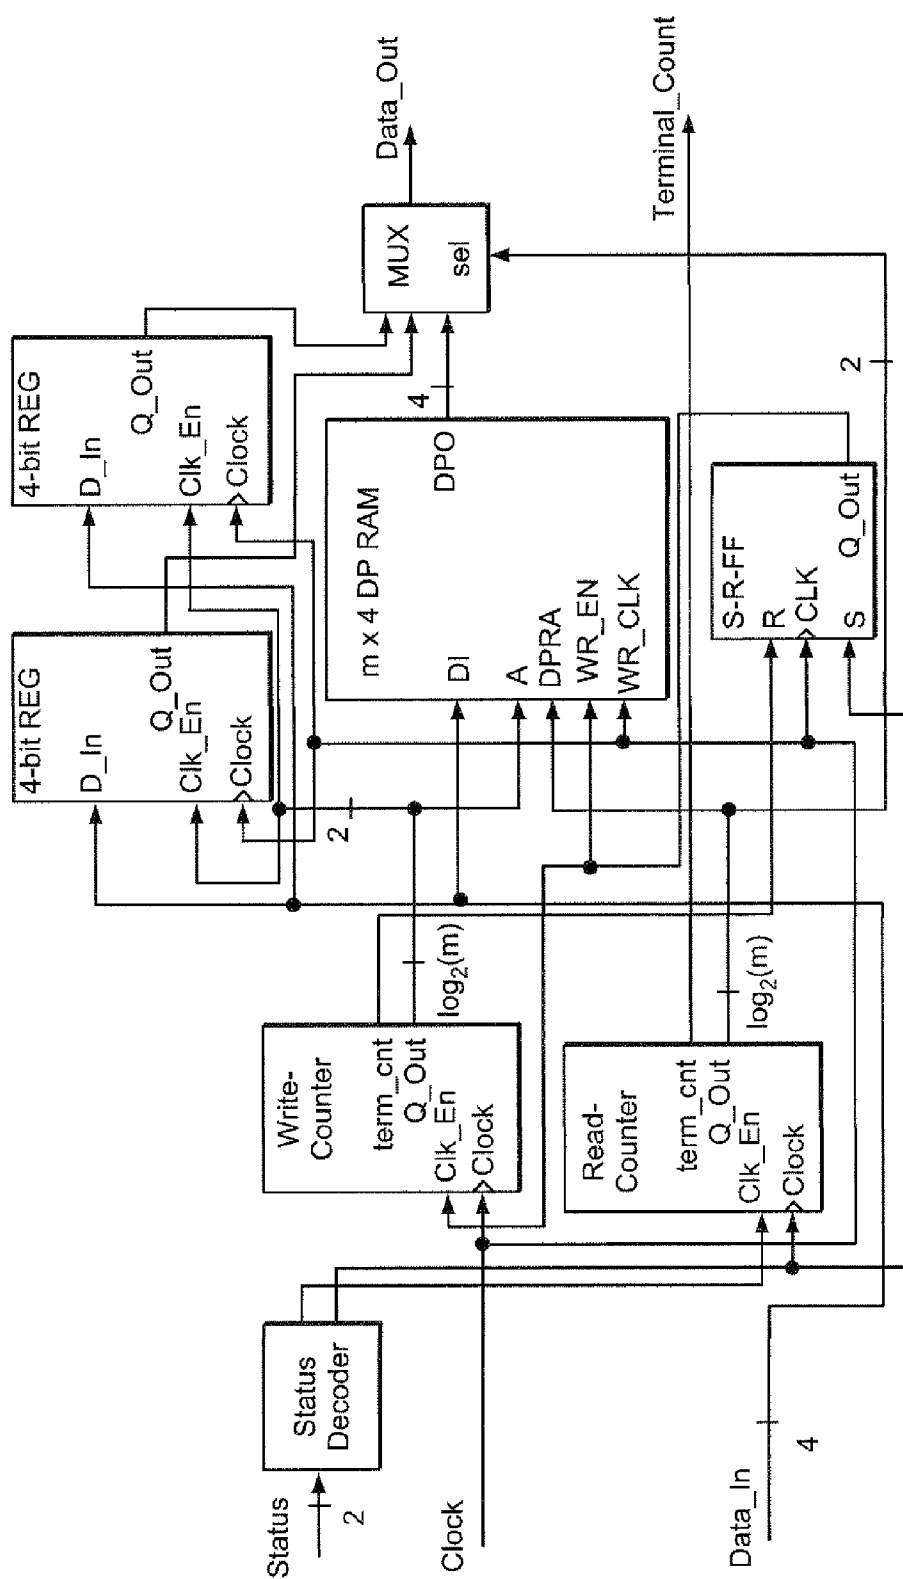 Status
2
Clock
Data_In
4
Status
Decoder
Write-
Counter
term_cnt
Q_Out
Clk_En
Clock
log2(m)
Read-
Counter
term_cnt
Q_Out
Clk_En
Clock
log2(m)
2
4-bit REG
D_In
Q_Out
Clk_En
Clock
4-bit REG
D_In
Q_Out
Clk_En
Clock
m x 4 DP RAM
DI
A
DPRA
WR_EN
WR_CLK
DPO
4
S-R-FF
R
CLK
S
Q_Out
2
MUX
sel
Data_Out
Terminal_Count